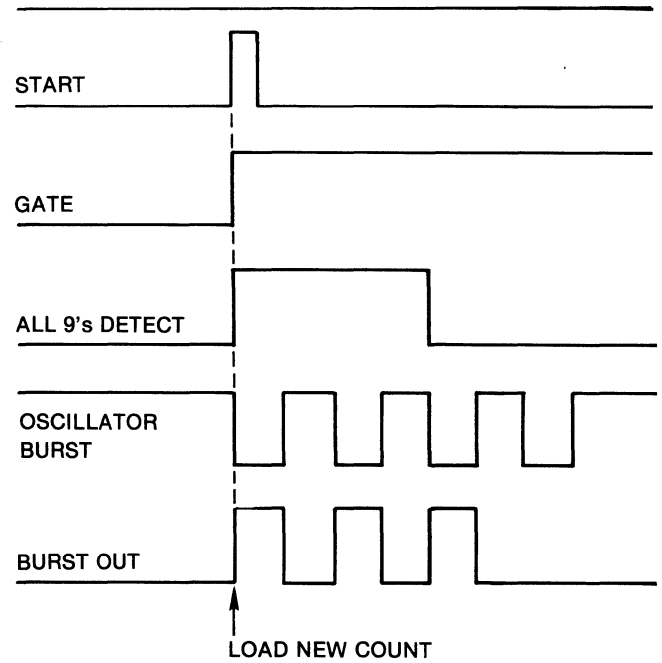 START
GATE
ALL 9's DETECT
OSCILLATOR
BURST
BURST OUT
LOAD NEW COUNT